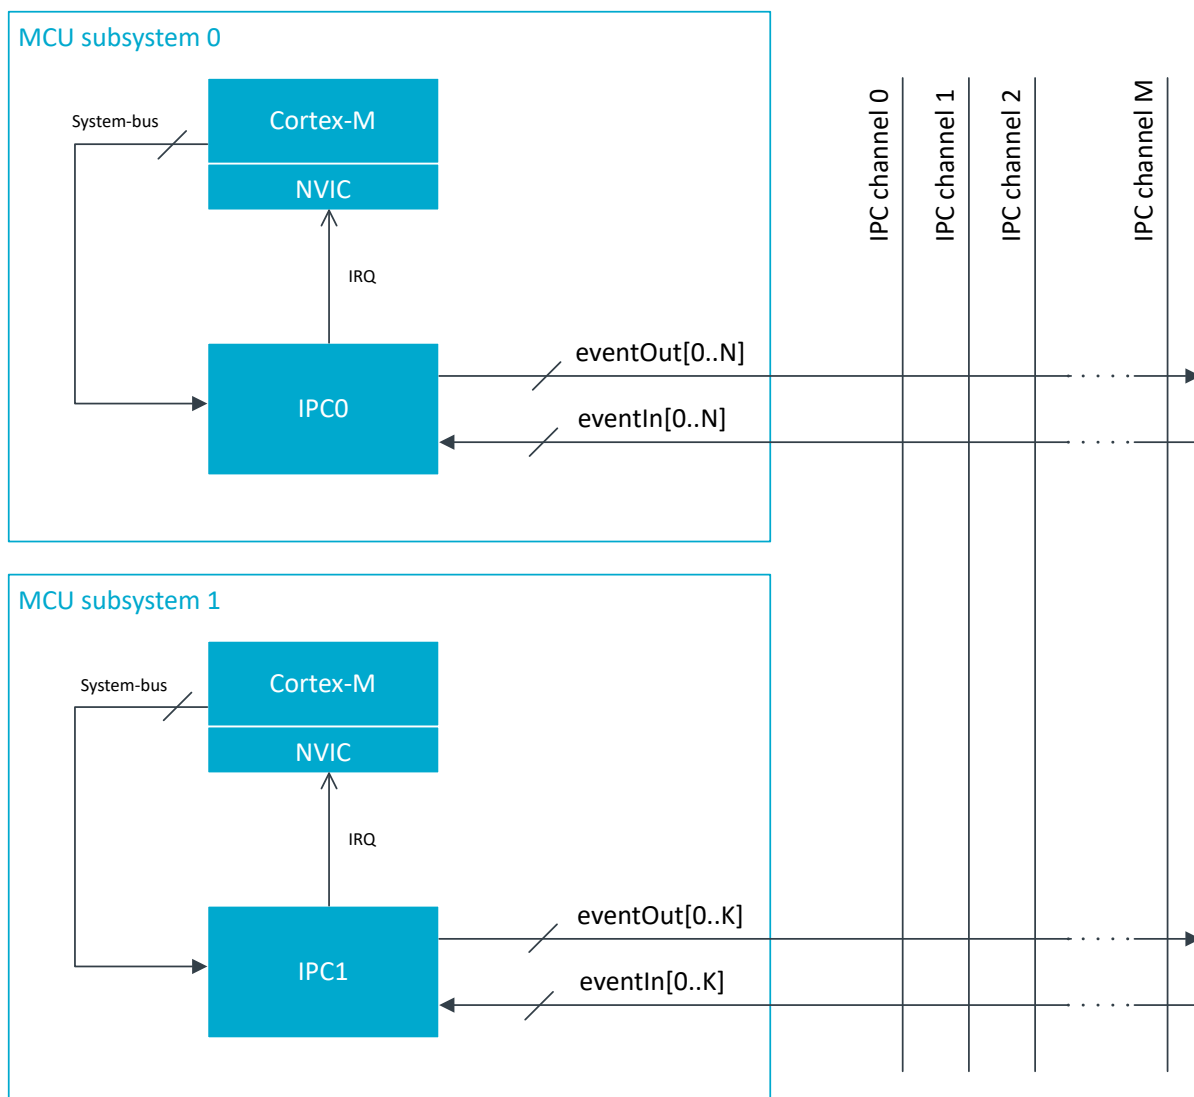 MCU subsystem 0
System-bus
Cortex-M
NVIC
IRQ
IPC0
eventOut[0..N]
eventIn[0..N]
IPC channel 0
IPC channel 1
IPC channel 2
IPC channel M
MCU subsystem 1
System-bus
Cortex-M
NVIC
IRQ
IPC1
eventOut[0..K]
eventIn[0..K]